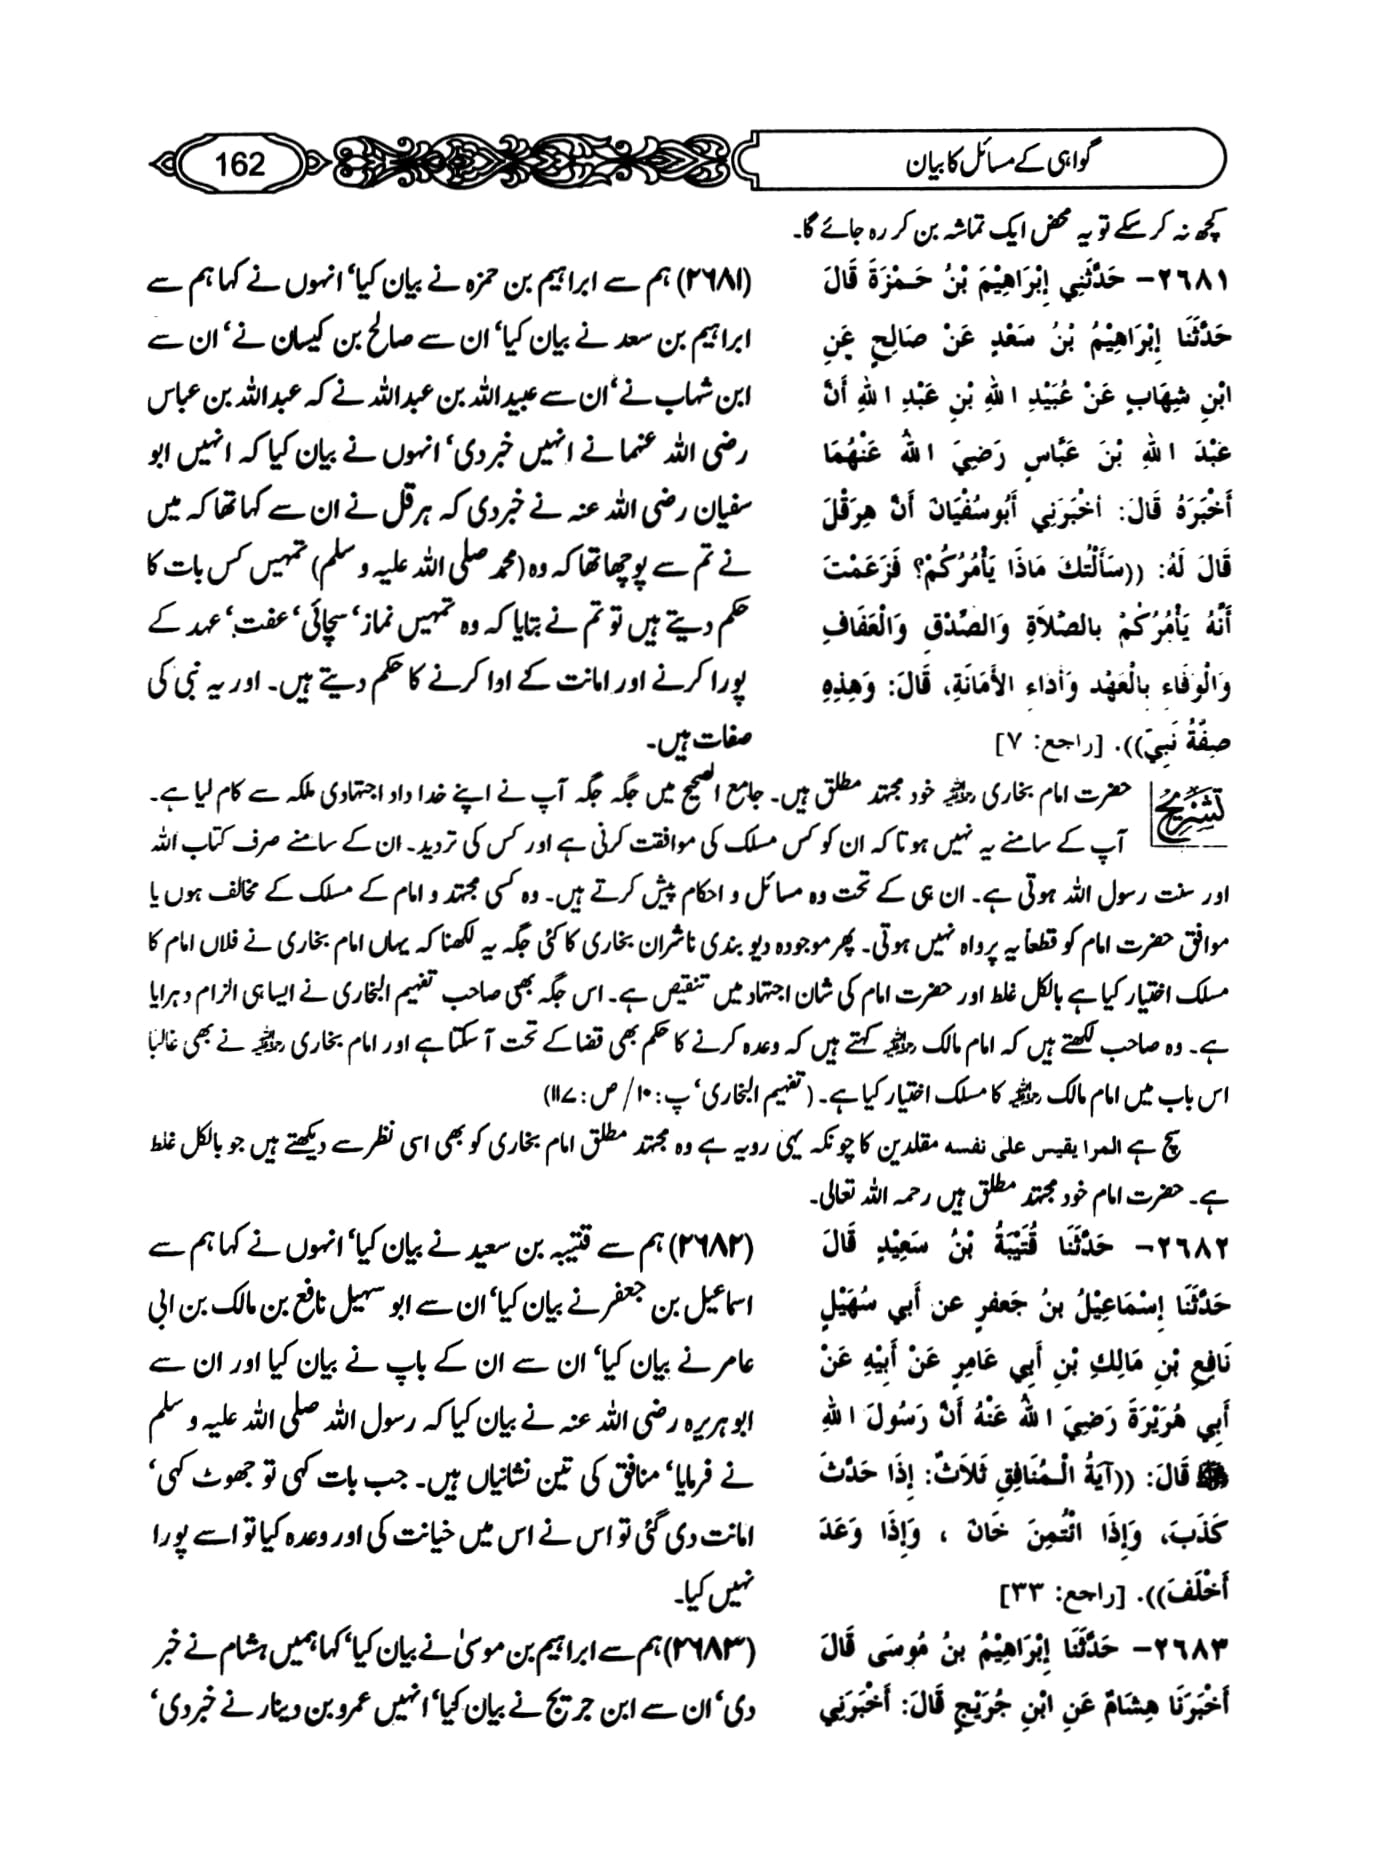 گواہی کے مسائل کا بیان
162
کچھ نہ کر سکے تو یہ محض ایک تماشہ بن کر رہ جائے گا۔
٢٦٨١- حَدَّثَنِي إِبْرَاهِيْمَ بْنُ حَمْزَةَ قَالَ
حَدَّثَنَا إِبْرَاهِيْمُ بْنُ سَعْدٍ عَنْ صَالِحٍ عَنِ
ابْنِ شِهَابٍ عَنْ عُبَيْدِ اللهِ بْنِ عَبْدِ اللهِ أَنَّ
عَبْدَ اللهِ بْنَ عَبَّاسٍ رَضِيَ اللهُ عَنْهُمَا
أَخْبَرَهُ قَالَ: أَخْبَرَنِي أَبُوسُفْيَانَ أَنَّ هِرَقْلَ
قَالَ لَهُ: ((سَأَلْتُكَ مَاذَا يَأْمُرُكُمْ؟ فَزَعَمْتَ
أَنَّهُ يَأْمُرُكُمْ بِالصَّلاَةِ وَالصِّدْقِ وَالْعَفَافِ
وَالْوَفَاءِ بِالْعَهْدِ وَأَدَاءِ الأَمَانَةِ، قَالَ: وَهَذِهِ
صِفَّةُ نَبِيّ)). [راجع: ٧]
(۲۶۸۱) ہم سے ابراہیم بن حمزہ نے بیان کیا‘ انہوں نے کہا ہم سے
ابراہیم بن سعد نے بیان کیا‘ ان سے صالح بن کیسان نے‘ ان سے
ابن شہاب نے‘ ان سے عبیداللہ بن عبداللہ نے کہ عبداللہ بن عباس
رضی اللہ عنہما نے انہیں خبر دی‘ انہوں نے بیان کیا کہ انہیں ابو
سفیان رضی اللہ عنہ نے خبر دی کہ ہرقل نے ان سے کہا تھا کہ میں
نے تم سے پوچھا تھا کہ وہ (محمد صلی اللہ علیہ و سلم) تمہیں کس بات کا
حکم دیتے ہیں تو تم نے بتایا کہ وہ تمہیں نماز‘ سچائی‘ عفت‘ عہد کے
پورا کرنے اور امانت کے ادا کرنے کا حکم دیتے ہیں۔ اور یہ نبی کی
صفات ہیں۔
تشریح حضرت امام بخاری رحمہ اللہ خود مجتہد مطلق ہیں۔ جامع الصحیح میں جگہ جگہ آپ نے اپنے خدا داد اجتہادی ملکہ سے کام لیا ہے۔
آپ کے سامنے یہ نہیں ہوتا کہ ان کو کس مسلک کی موافقت کرنی ہے اور کس کی تردید۔ ان کے سامنے صرف کتاب اللہ
اور سنت رسول اللہ ہوتی ہے۔ ان ہی کے تحت وہ مسائل و احکام پیش کرتے ہیں۔ وہ کسی مجتہد و امام کے مسلک کے مخالف ہوں یا
موافق حضرت امام کو قطعاً یہ پرواہ نہیں ہوتی۔ پھر موجودہ دیو بندی ناشران بخاری کا کئی جگہ یہ لکھنا کہ یہاں امام بخاری نے فلاں امام کا
مسلک اختیار کیا ہے بالکل غلط اور حضرت امام کی شان اجتہاد میں تنقیص ہے۔ اس جگہ بھی صاحب تفہیم البخاری نے ایسا ہی الزام دہرایا
ہے۔ وہ صاحب لکھتے ہیں کہ امام مالک رحمہ اللہ کہتے ہیں کہ وعدہ کرنے کا حکم بھی قضا کے تحت آ سکتا ہے اور امام بخاری رحمہ اللہ نے بھی غالباً
اس باب میں امام مالک رحمہ اللہ کا مسلک اختیار کیا ہے۔ (تفہیم البخاری‘ پ: ۱۰/ ص: ۱۱۷)
سچ ہے المرا یقیس علی نفسه مقلدین کا چونکہ یہی رویہ ہے وہ مجتہد مطلق امام بخاری کو بھی اسی نظر سے دیکھتے ہیں جو بالکل غلط
ہے۔ حضرت امام خود مجتہد مطلق ہیں رحمہ اللہ تعالی۔
٢٦٨٢- حَدَّثَنَا قُتَيْبَةُ بْنُ سَعِيْدٍ قَالَ
حَدَّثَنَا إِسْمَاعِيْلُ بنُ جَعفرٍ عن أَبي سُهَيْلٍ
نَافِعِ بْنِ مَالِكِ بْنِ أَبِي عَامِرٍ عَنْ أَبِيْهِ عَنْ
أَبِي هُرَيْرَةَ رَضِيَ اللهُ عَنْهُ أَنَّ رَسُولَ اللهِ
ﷺ قَالَ: ((آيَةُ الْمُنَافِقِ ثَلاَثٌ: إِذَا حَدَّثَ
كَذَبَ، وَإِذَا ائْتُمِنَ خَانَ ، وَإِذَا وَعَدَ
أَخْلَفَ)). [راجع: ٣٣]
(۲۶۸۲) ہم سے قتیبہ بن سعید نے بیان کیا‘ انہوں نے کہا ہم سے
اسماعیل بن جعفر نے بیان کیا‘ ان سے ابو سہیل نافع بن مالک بن ابی
عامر نے بیان کیا‘ ان سے ان کے باپ نے بیان کیا اور ان سے
ابو ہریرہ رضی اللہ عنہ نے بیان کیا کہ رسول اللہ صلی اللہ علیہ و سلم
نے فرمایا‘ منافق کی تین نشانیاں ہیں۔ جب بات کہی تو جھوٹ کہی‘
امانت دی گئی تو اس نے اس میں خیانت کی اور وعدہ کیا تو اسے پورا
نہیں کیا۔
٢٦٨٣- حَدَّثَنَا إِبْرَاهِيْمُ بنُ مُوسَى قَالَ
أَخْبَرَنَا هِشَامٌ عَنِ ابْنِ جُرَيْجٍ قَالَ: أَخْبَرَنِي
(۲۶۸۳) ہم سے ابراہیم بن موسیٰ نے بیان کیا‘ کہا ہمیں ہشام نے خبر
دی‘ ان سے ابن جریج نے بیان کیا‘ انہیں عمرو بن دینار نے خبر دی‘